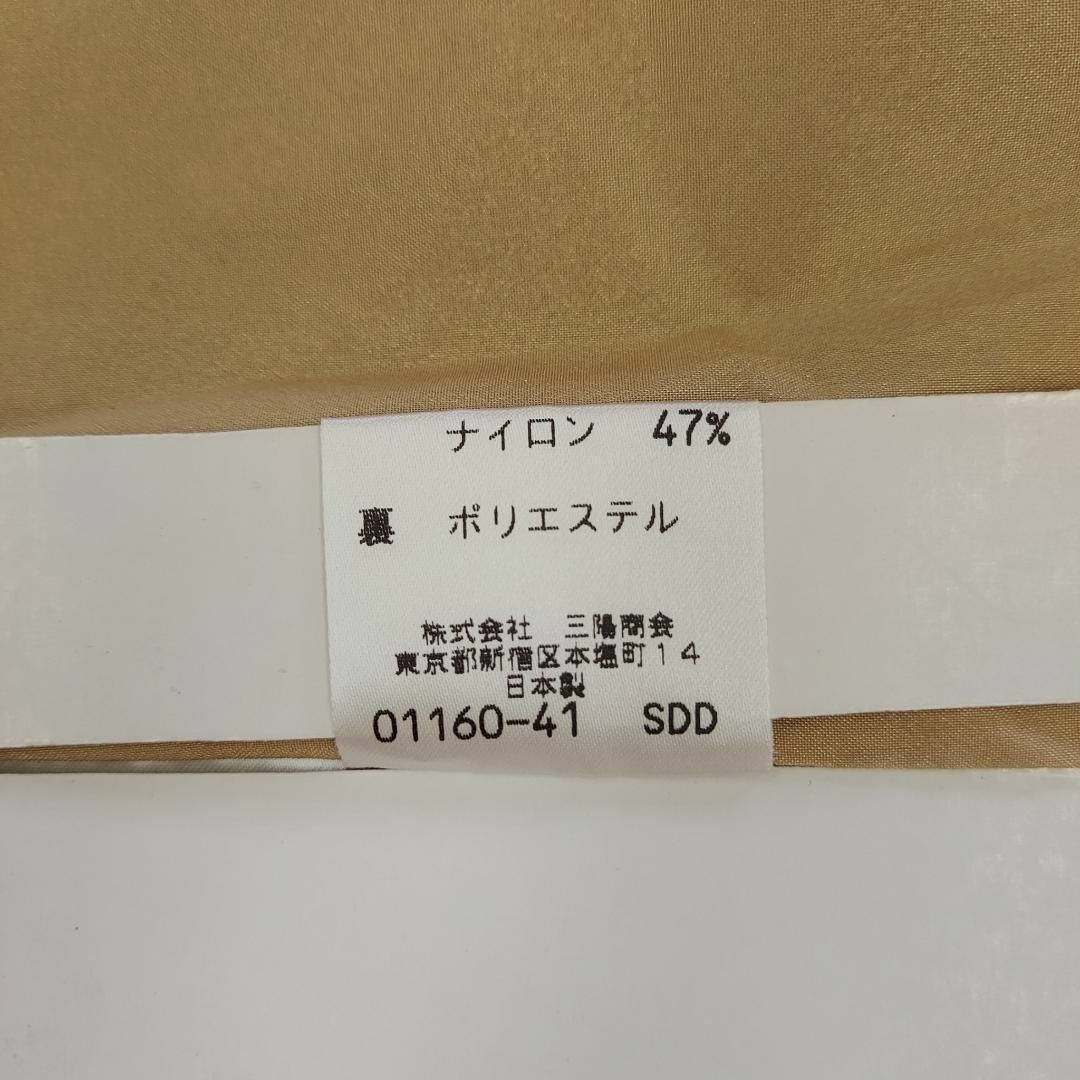 ナイロン 47%
裏 ポリエステル
株式会社 三陽商会
東京都新宿区本塩町14
日本製
01160-41 SDD